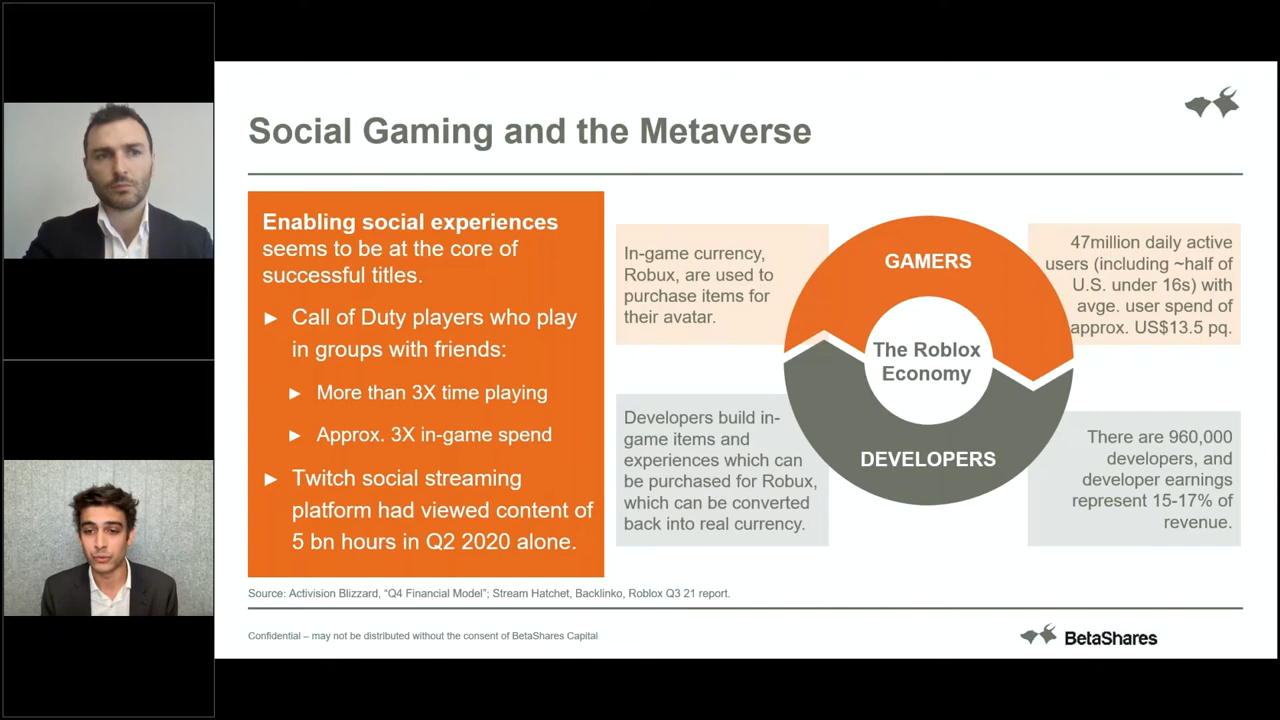 Social Gaming and the Metaverse
Enabling social experiences
seems to be at the core of
successful titles.
► Call of Duty players who play
in groups with friends:
► More than 3X time playing
► Approx. 3X in-game spend
► Twitch social streaming
platform had viewed content of
5 bn hours in Q2 2020 alone.
In-game currency,
Robux, are used to
purchase items for
their avatar.
GAMERS
47million daily active
users (including ~half of
U.S. under 16s) with
avge. user spend of
approx. US$13.5 pq.
The Roblox
Economy
Developers build in-
game items and
experiences which can
be purchased for Robux,
which can be converted
back into real currency.
DEVELOPERS
There are 960,000
developers, and
developer earnings
represent 15-17% of
revenue.
Source: Activision Blizzard, “Q4 Financial Model”; Stream Hatchet, Backlinko, Roblox Q3 21 report.
Confidential – may not be distributed without the consent of BetaShares Capital
BetaShares